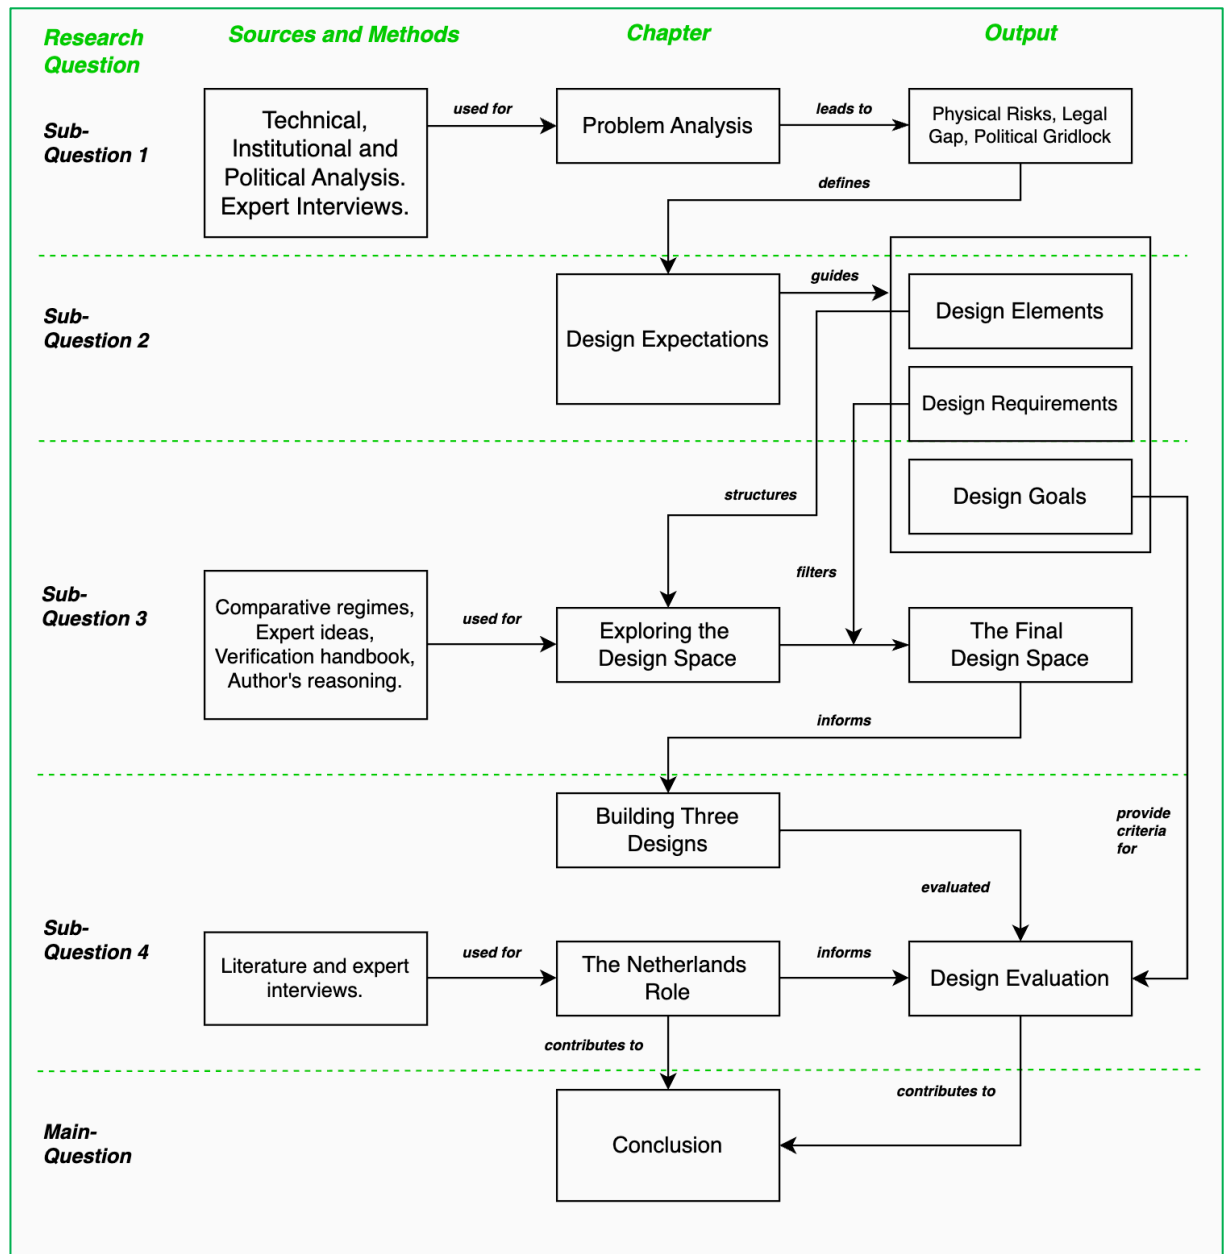 Research
Question
Sources and Methods
Chapter
Output
Sub-
Question 1
Technical,
Institutional and
Political Analysis.
Expert Interviews.
used for
Problem Analysis
leads to
Physical Risks, Legal
Gap, Political Gridlock
defines
Sub-
Question 2
Design Expectations
guides
Design Elements
Design Requirements
Design Goals
structures
filters
Sub-
Question 3
Comparative regimes,
Expert ideas,
Verification handbook,
Author's reasoning.
used for
Exploring the
Design Space
The Final
Design Space
informs
Building Three
Designs
provide
criteria
for
evaluated
Sub-
Question 4
Literature and expert
interviews.
used for
The Netherlands
Role
informs
Design Evaluation
contributes to
contributes to
Main-
Question
Conclusion